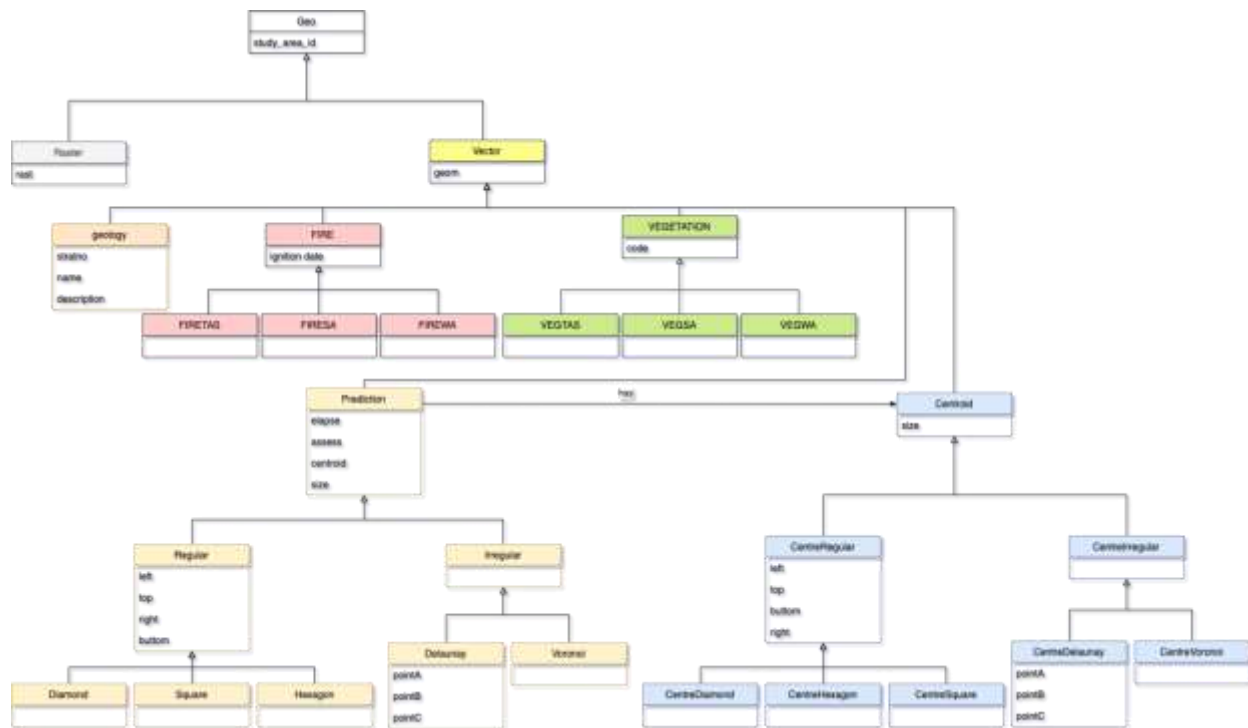 Geo
study_area_id
Raster
rast
Vector
geom
geology
stratno
name
description
FIRE
ignition date
VEGETATION
code
FIRETAS
FIRESA
FIREWA
VEGTAS
VEGSA
VEGWA
Prediction
elapse
assess
centroid
size
has
Centroid
size
Regular
left
top
right
buttom
Irregular
CentreRegular
left
top
buttom
right
CentreIrregular
Delaunay
pointA
pointB
pointC
Voronoi
CentreDelaunay
pointA
pointB
pointC
CentreVoronoi
Diamond
Square
Hexagon
CentreDiamond
CentreHexagon
CentreSquare